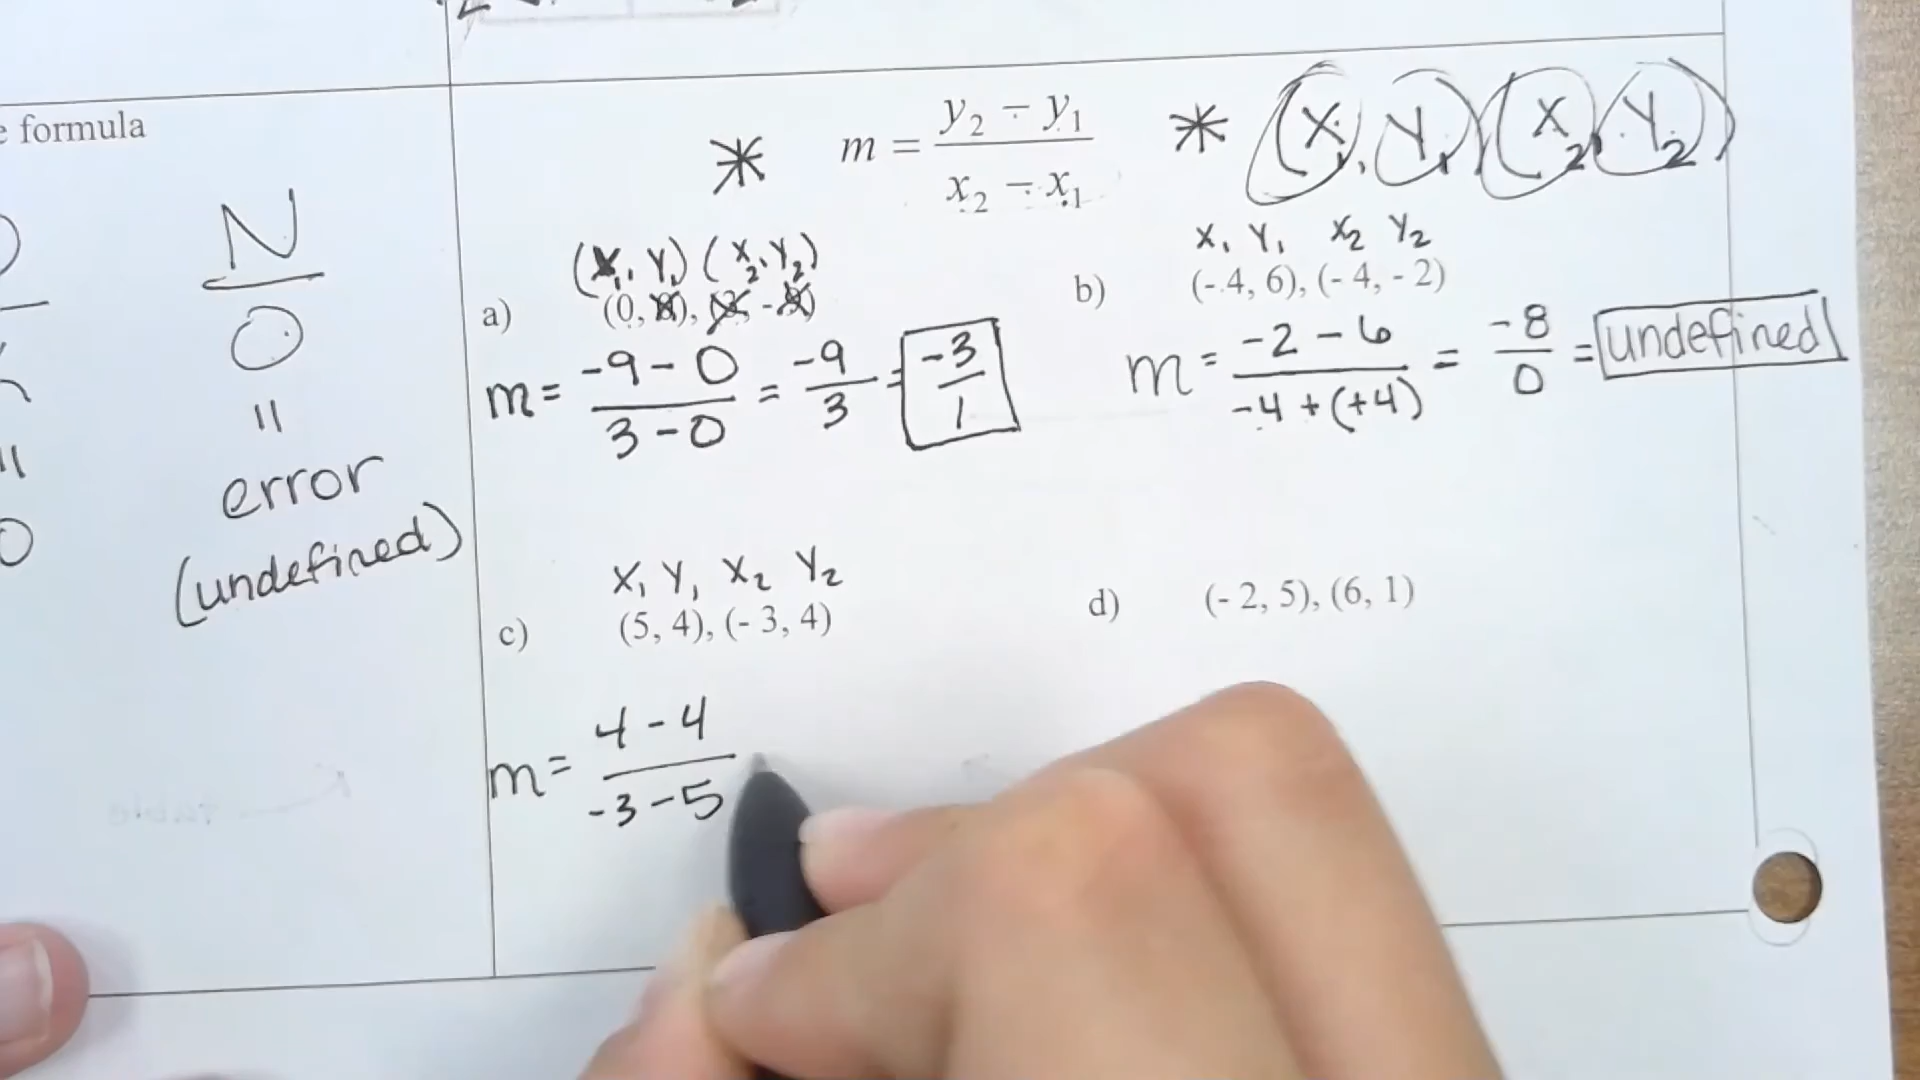 e formula
m = y₂ − y₁ / x₂ − x₁
* * (X₁, Y₁)(X₂, Y₂)
N
0
=
error
(undefined)
0
a)
(X₁, Y₁) (X₂, Y₂)
(0,
m = -9 - 0 / 3 - 0 = -9 / 3 = -3 / 1
b)
X₁ Y₁ X₂ Y₂
(- 4, 6), (- 4, - 2)
m = -2 - 6 / -4 + (+4) = -8 / 0 = undefined
c)
X₁ Y₁ X₂ Y₂
(5, 4), (- 3, 4)
m = 4 - 4 / -3 - 5
d) (- 2, 5), (6, 1)